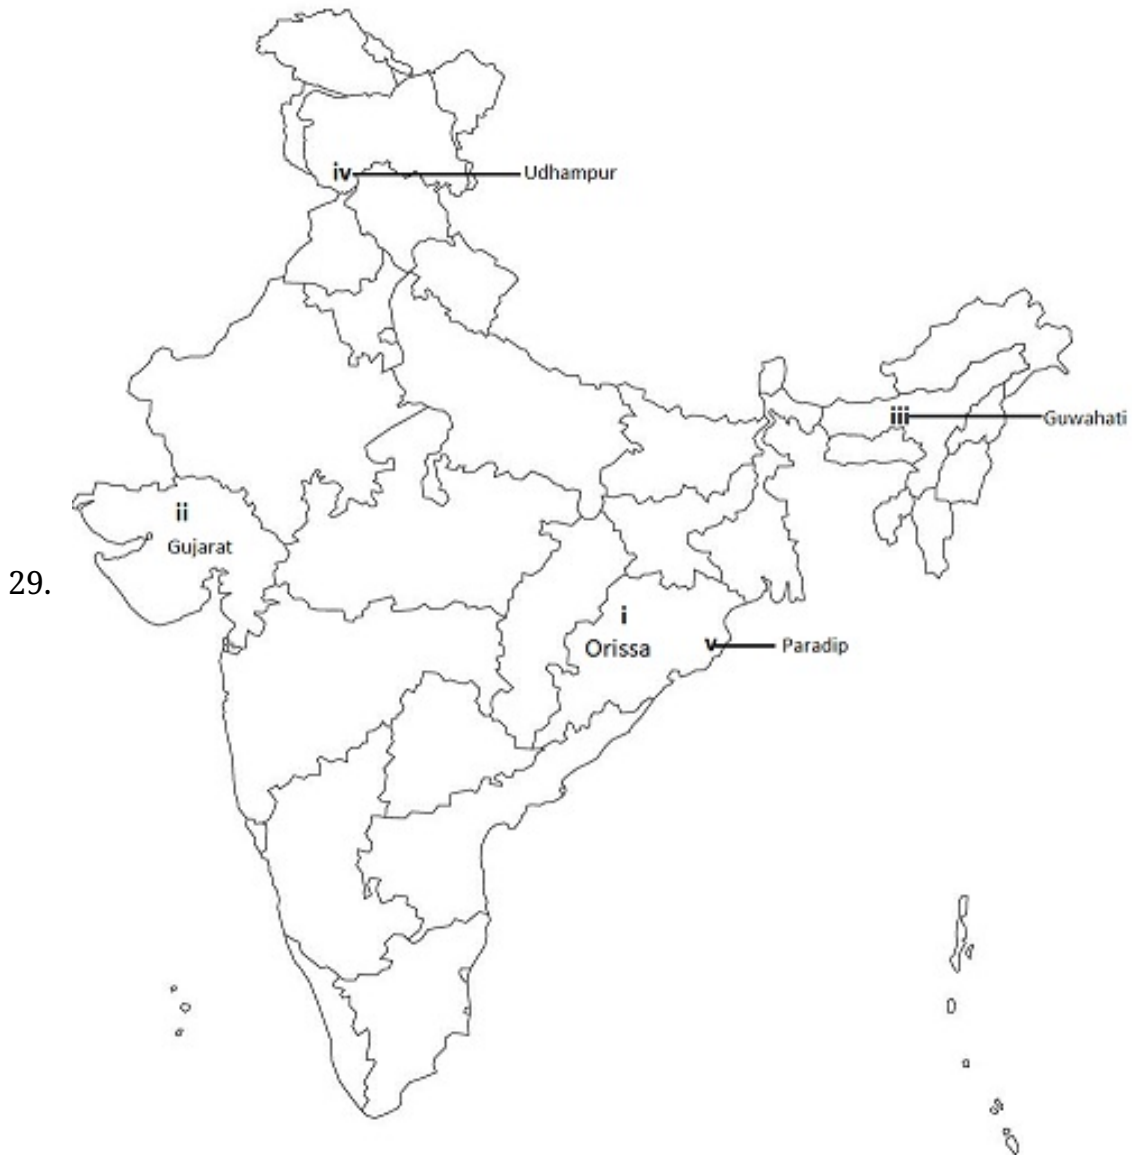 iv Udhampur
iii Guwahati
ii
Gujarat
29.
i
Orissa
v Paradip